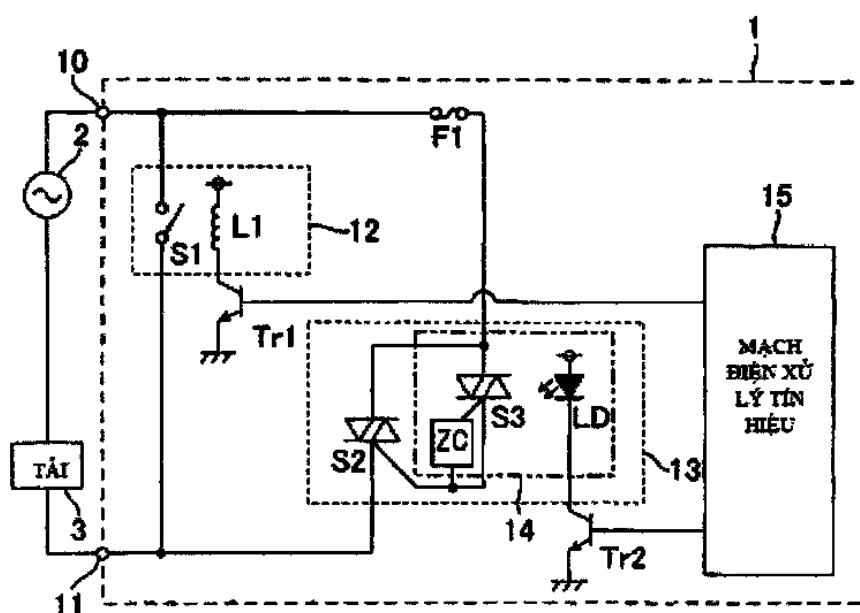 1
10
2
F1
15
L1
12
S1
Tr1
MẠCH
ĐIỆN XỬ
LÝ TÍN
HIỆU
S3
LD
ZC
S2
13
TẢI
14
3
Tr2
11